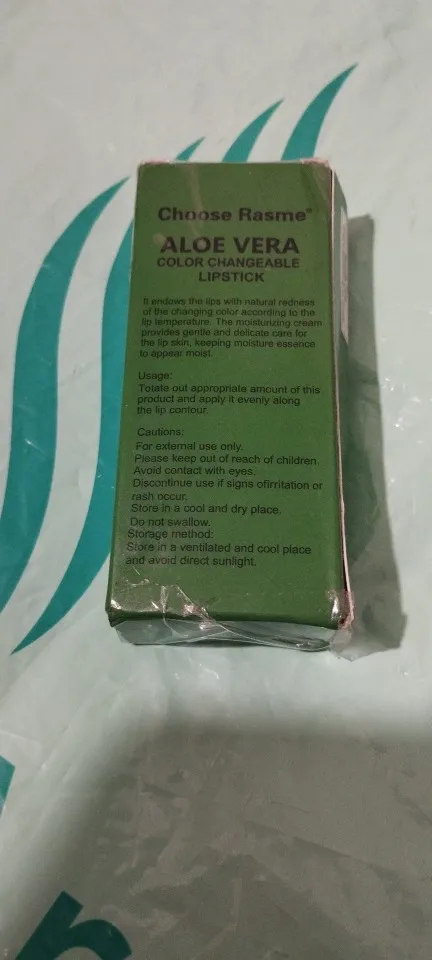 Choose Rasme®
ALOE VERA
COLOR CHANGEABLE
LIPSTICK
It endows the lips with natural redness
of the changing color according to the
lip temperature. The moisturizing cream
provides gentle and delicate care for
the lip skin, keeping moisture essence
to appear moist.
Usage:
Totate out appropriate amount of this
product and apply it evenly along
the lip contour.
Cautions:
For external use only.
Please keep out of reach of children
Avoid contact with eyes.
Discontinue use if signs ofirritation or
rash occur.
Store in a cool and dry place.
Do not swallow.
Storage method:
Store in a ventilated and cool place
and avoid direct sunlight.
r